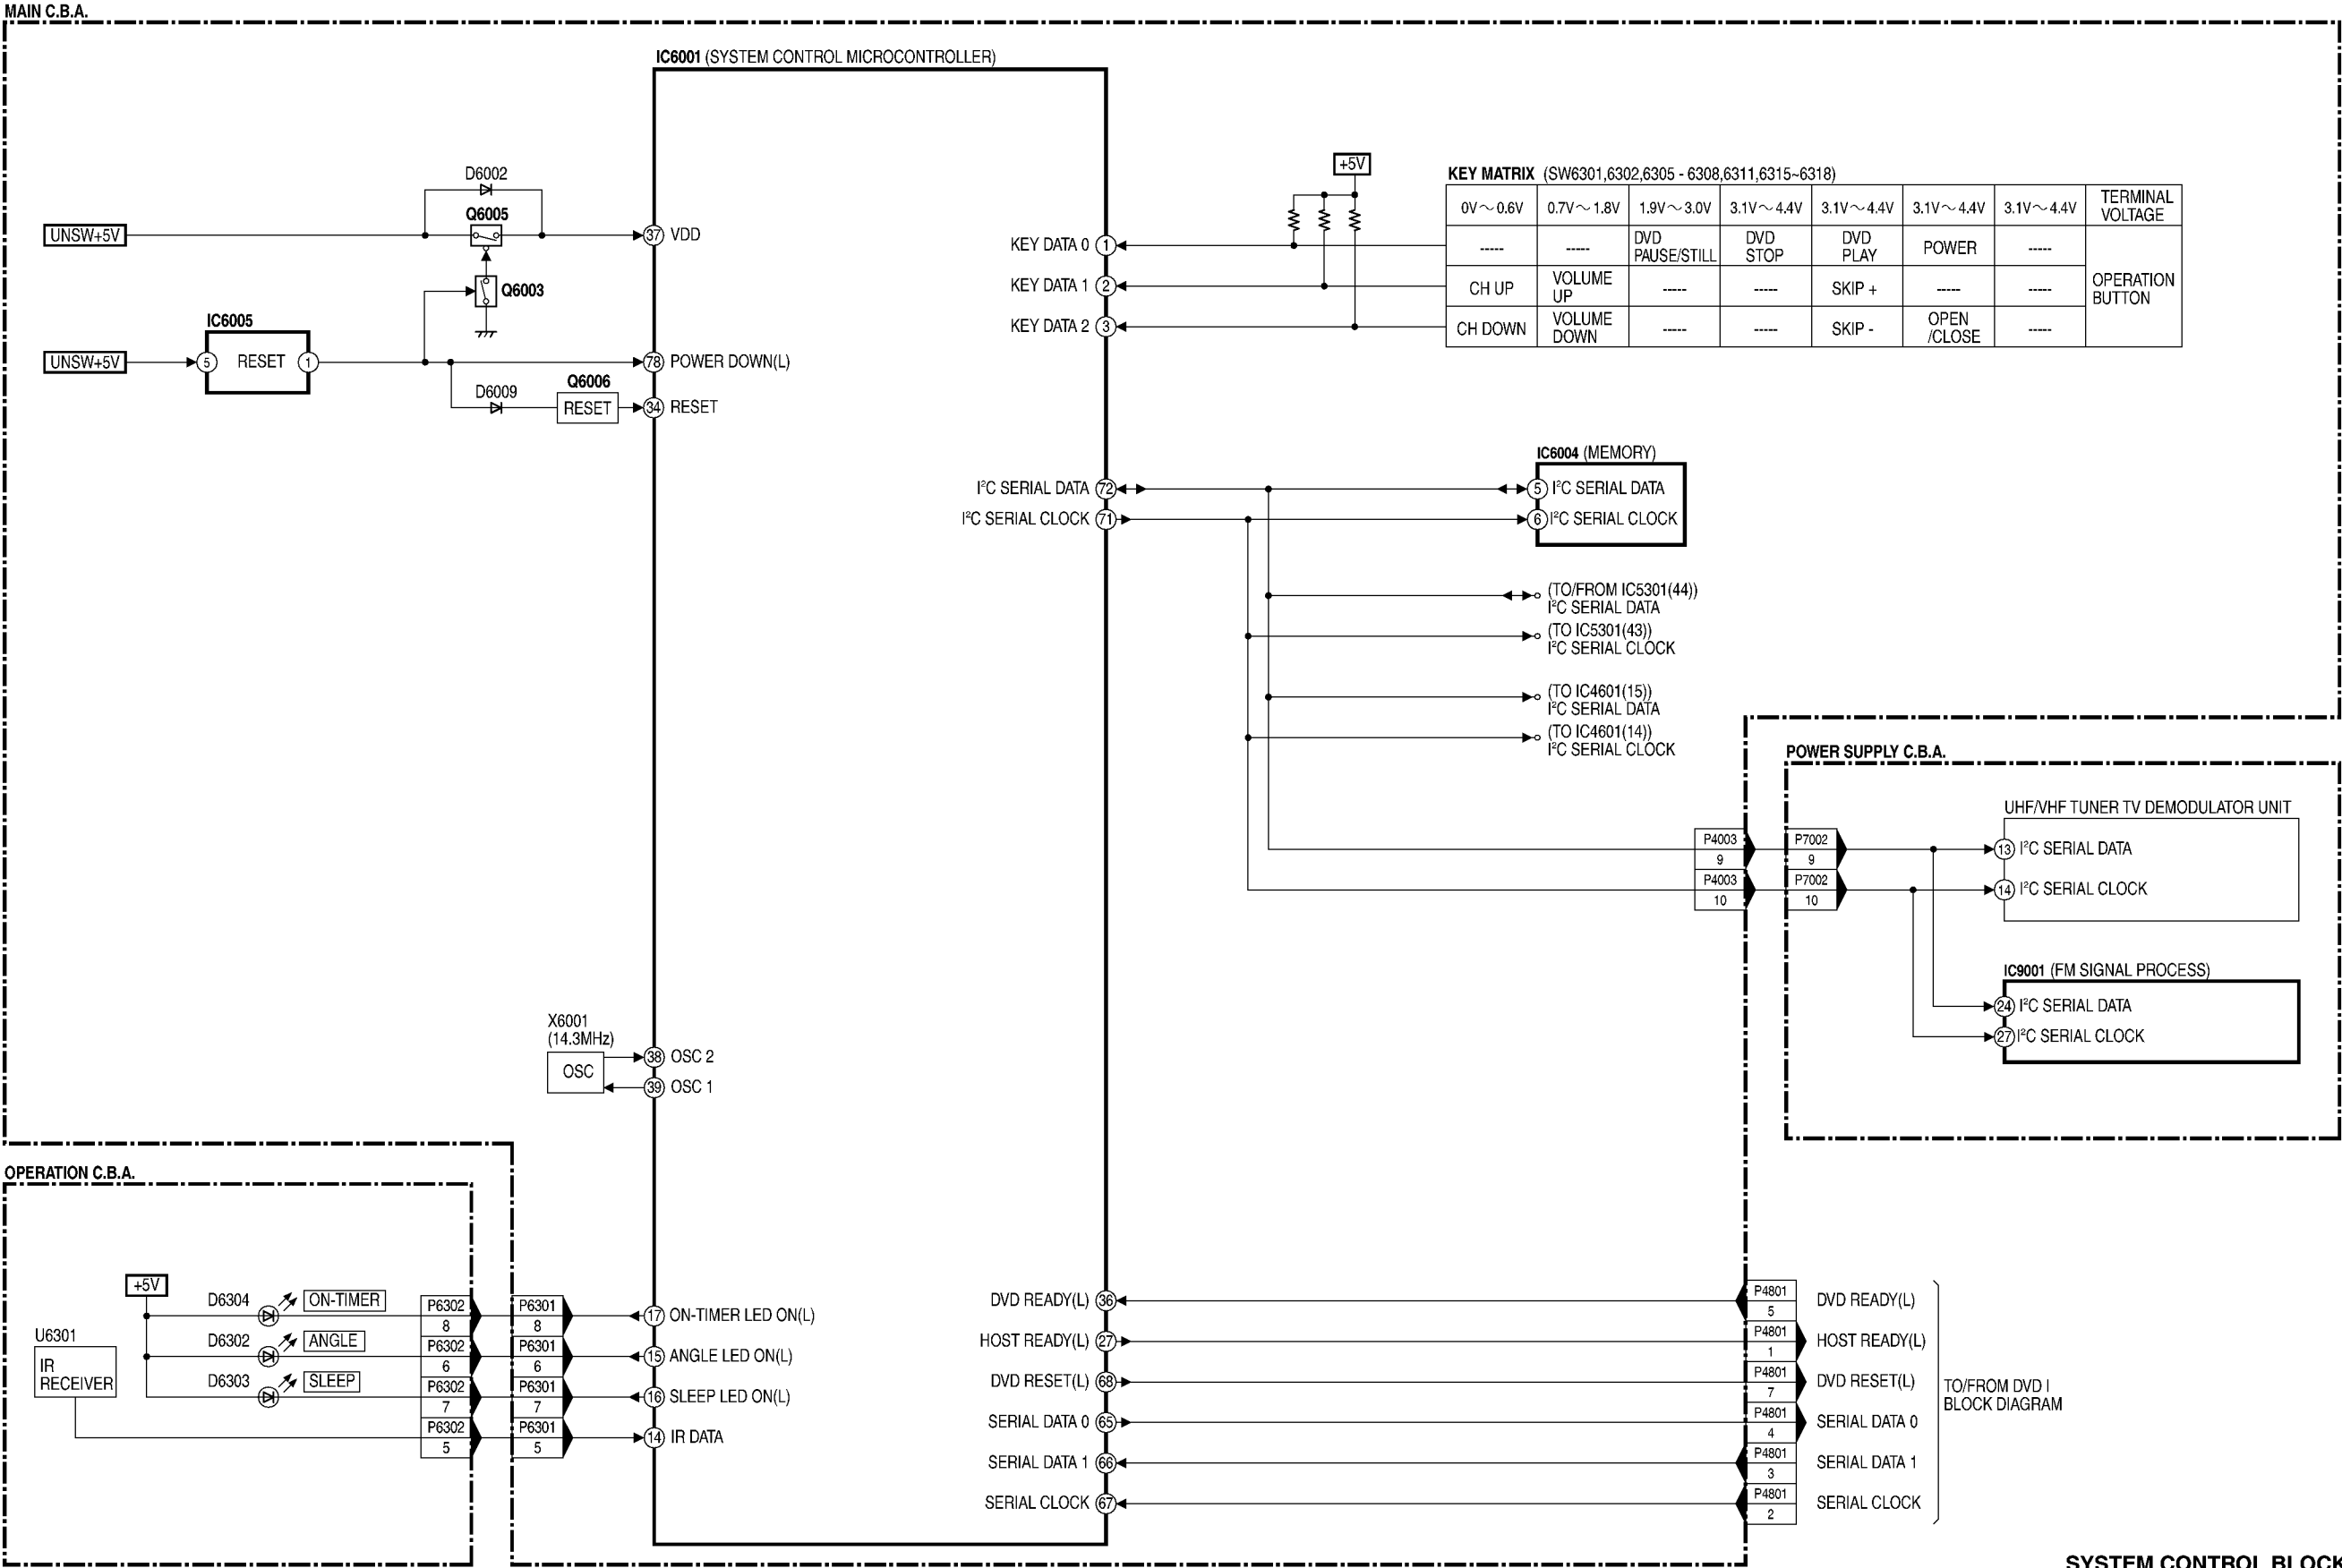 MAIN C.B.A.
IC6001 (SYSTEM CONTROL MICROCONTROLLER)
D6002
Q6005
UNSW+5V
37 VDD
Q6003
IC6005
UNSW+5V
5 RESET 1
78 POWER DOWN(L)
D6009
Q6006
RESET
34 RESET
+5V
KEY DATA 0 1
KEY DATA 1 2
KEY DATA 2 3
KEY MATRIX (SW6301,6302,6305 - 6308,6311,6315~6318)
0V～0.6V 0.7V～1.8V 1.9V～3.0V 3.1V～4.4V 3.1V～4.4V 3.1V～4.4V 3.1V～4.4V TERMINAL VOLTAGE
----- ----- DVD PAUSE/STILL DVD STOP DVD PLAY POWER -----
CH UP VOLUME UP ----- ----- SKIP + ----- -----
CH DOWN VOLUME DOWN ----- ----- SKIP - OPEN /CLOSE -----
OPERATION
BUTTON
I²C SERIAL DATA 72
I²C SERIAL CLOCK 71
IC6004 (MEMORY)
5 I²C SERIAL DATA
6 I²C SERIAL CLOCK
(TO/FROM IC5301(44))
I²C SERIAL DATA
(TO IC5301(43))
I²C SERIAL CLOCK
(TO IC4601(15))
I²C SERIAL DATA
(TO IC4601(14))
I²C SERIAL CLOCK
POWER SUPPLY C.B.A.
UHF/VHF TUNER TV DEMODULATOR UNIT
P4003
9
P7002
9
13 I²C SERIAL DATA
P4003
10
P7002
10
14 I²C SERIAL CLOCK
IC9001 (FM SIGNAL PROCESS)
24 I²C SERIAL DATA
27 I²C SERIAL CLOCK
X6001
(14.3MHz)
OSC
38 OSC 2
39 OSC 1
OPERATION C.B.A.
+5V
U6301
IR
RECEIVER
D6304 ON-TIMER
P6302
8
P6301
8
17 ON-TIMER LED ON(L)
D6302 ANGLE
P6302
6
P6301
6
15 ANGLE LED ON(L)
D6303 SLEEP
P6302
7
P6301
7
16 SLEEP LED ON(L)
P6302
5
P6301
5
14 IR DATA
DVD READY(L) 36
P4801
5
DVD READY(L)
HOST READY(L) 27
P4801
1
HOST READY(L)
DVD RESET(L) 68
P4801
7
DVD RESET(L)
SERIAL DATA 0 65
P4801
4
SERIAL DATA 0
SERIAL DATA 1 66
P4801
3
SERIAL DATA 1
SERIAL CLOCK 67
P4801
2
SERIAL CLOCK
TO/FROM DVD I
BLOCK DIAGRAM
SYSTEM CONTROL BLOCK